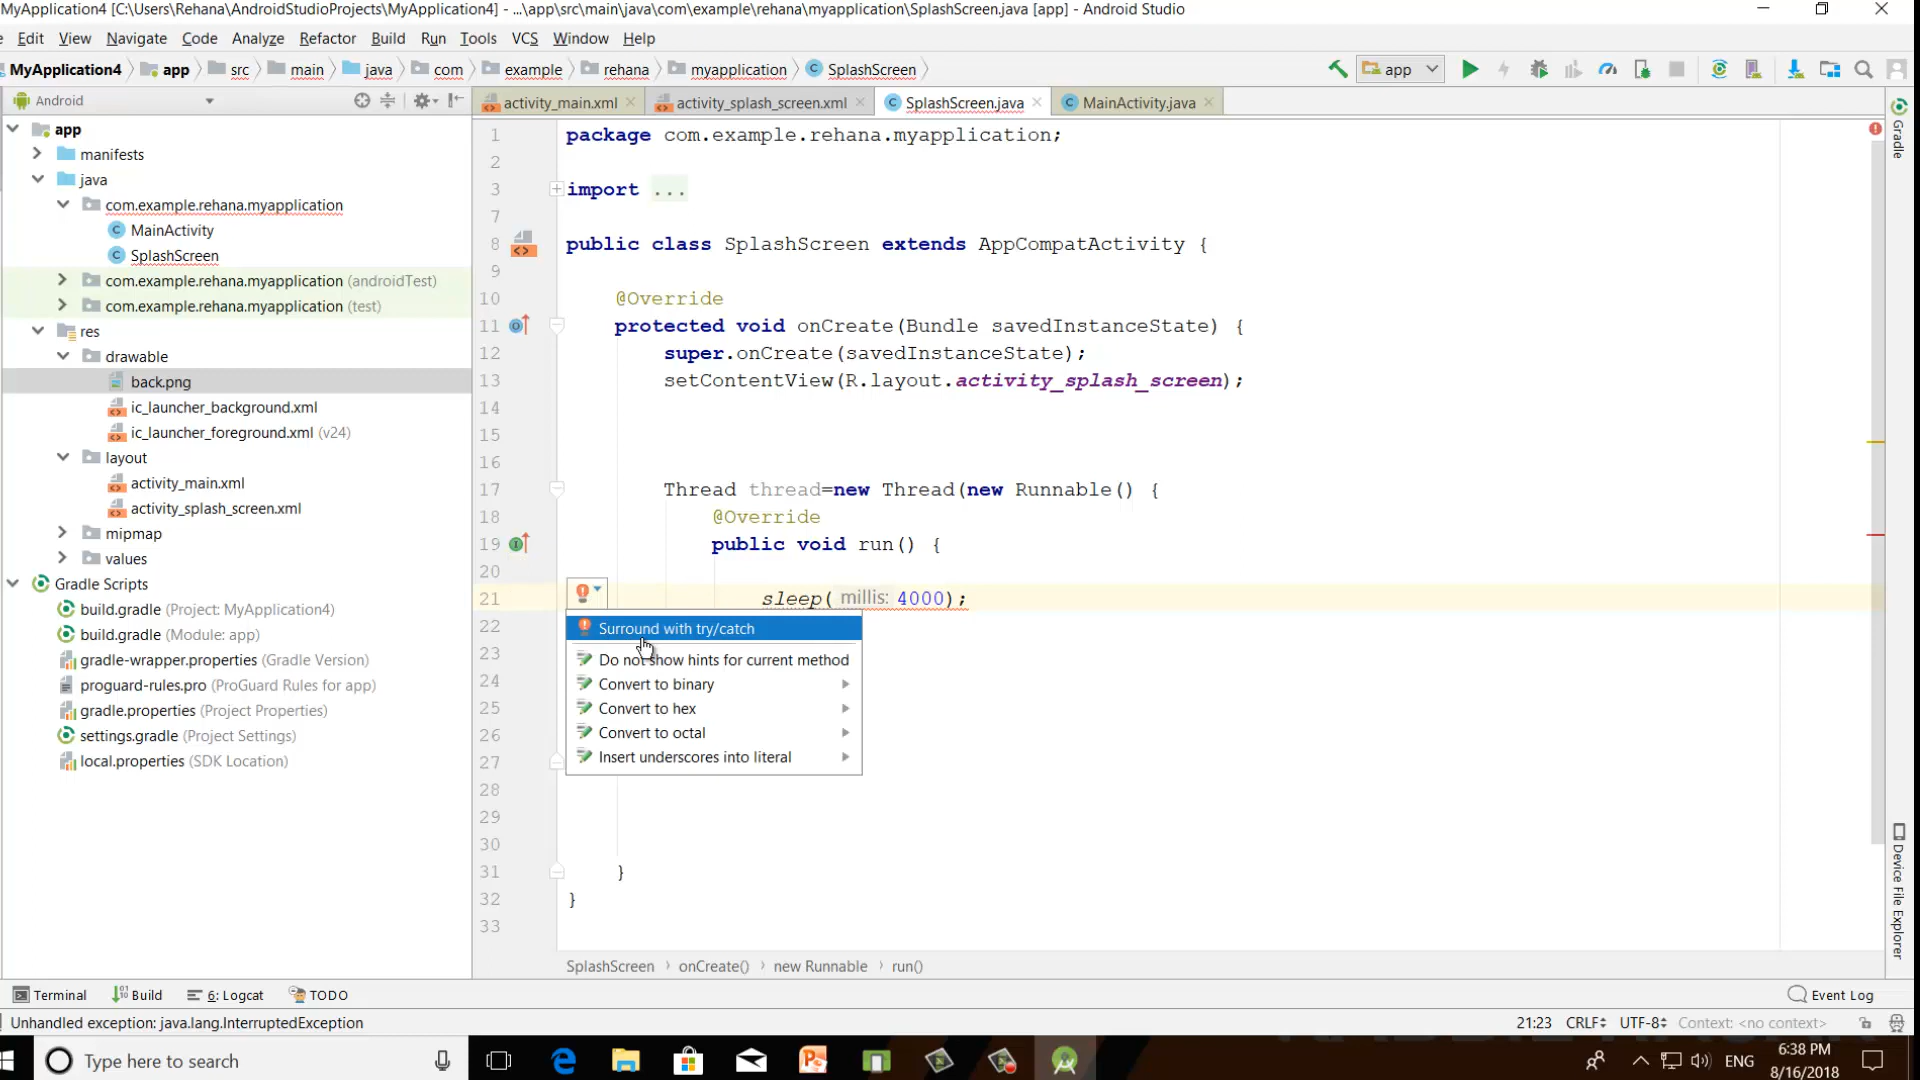 MyApplication4 [C:\Users\Rehana\AndroidStudioProjects\MyApplication4] - ...\app\src\main\java\com\example\rehana\myapplication\SplashScreen.java [app] - Android Studio
Edit View Navigate Code Analyze Refactor Build Run Tools VCS Window Help
MyApplication4 app src main java com example rehana myapplication SplashScreen app
Android
activity_main.xml activity_splash_screen.xml SplashScreen.java MainActivity.java
app
manifests
java
com.example.rehana.myapplication
MainActivity
SplashScreen
com.example.rehana.myapplication (androidTest)
com.example.rehana.myapplication (test)
res
drawable
back.png
ic_launcher_background.xml
ic_launcher_foreground.xml (v24)
layout
activity_main.xml
activity_splash_screen.xml
mipmap
values
Gradle Scripts
build.gradle (Project: MyApplication4)
build.gradle (Module: app)
gradle-wrapper.properties (Gradle Version)
proguard-rules.pro (ProGuard Rules for app)
gradle.properties (Project Properties)
settings.gradle (Project Settings)
local.properties (SDK Location)
1 package com.example.rehana.myapplication;
2
3 import ...
7
8 public class SplashScreen extends AppCompatActivity {
9
10 @Override
11 protected void onCreate(Bundle savedInstanceState) {
12 super.onCreate(savedInstanceState);
13 setContentView(R.layout.activity_splash_screen);
14
15
16
17 Thread thread=new Thread(new Runnable() {
18 @Override
19 public void run() {
20
21 sleep( millis: 4000);
22
23
24
25
26
27
28
29
30
31 }
32 }
33
Surround with try/catch
Do not show hints for current method
Convert to binary
Convert to hex
Convert to octal
Insert underscores into literal
Gradle
Device File Explorer
SplashScreen onCreate() new Runnable run()
Terminal Build 6: Logcat TODO Event Log
Unhandled exception: java.lang.InterruptedException 21:23 CRLF UTF-8 Context: <no context>
Type here to search
ENG
6:38 PM
8/16/2018